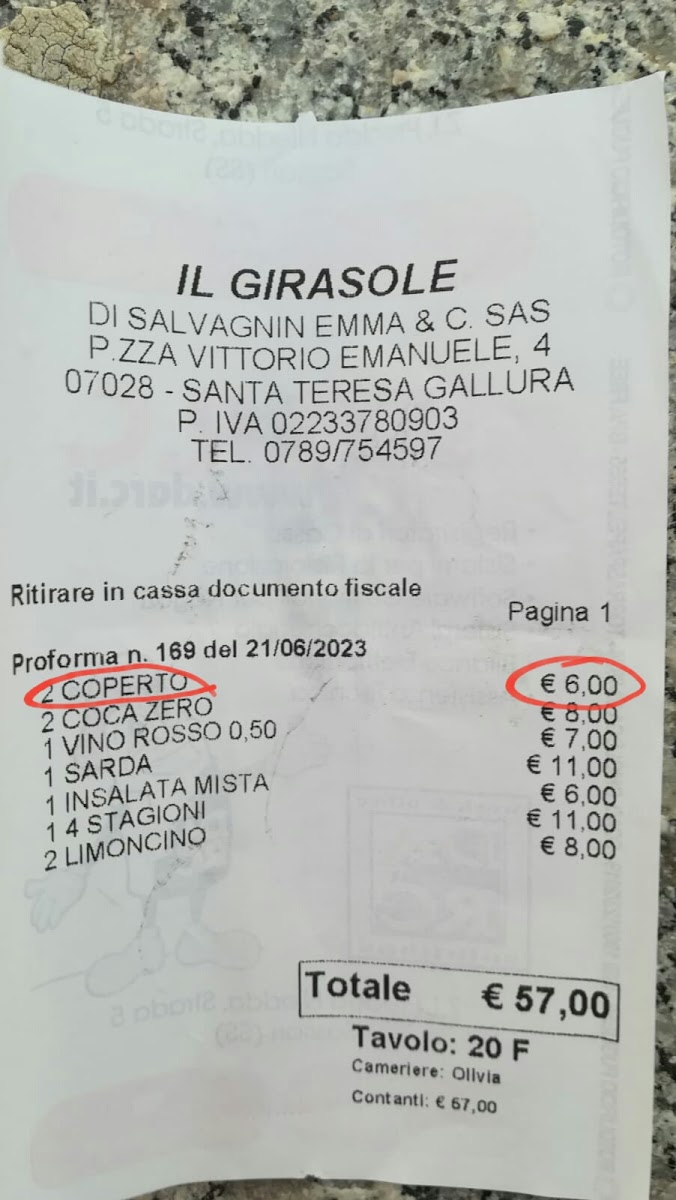 IL GIRASOLE
DI SALVAGNIN EMMA & C. SAS
P.ZZA VITTORIO EMANUELE, 4
07028 - SANTA TERESA GALLURA
P. IVA 02233780903
TEL. 0789/754597
Ritirare in cassa documento fiscale
Pagina 1
Proforma n. 169 del 21/06/2023
2 COPERTO € 6,00
2 COCA ZERO € 8,00
1 VINO ROSSO 0,50 € 7,00
1 SARDA € 11,00
1 INSALATA MISTA € 6,00
1 4 STAGIONI € 11,00
2 LIMONCINO € 8,00
Totale € 57,00
Tavolo: 20 F
Cameriere: Olivia
Contanti: € 67,00